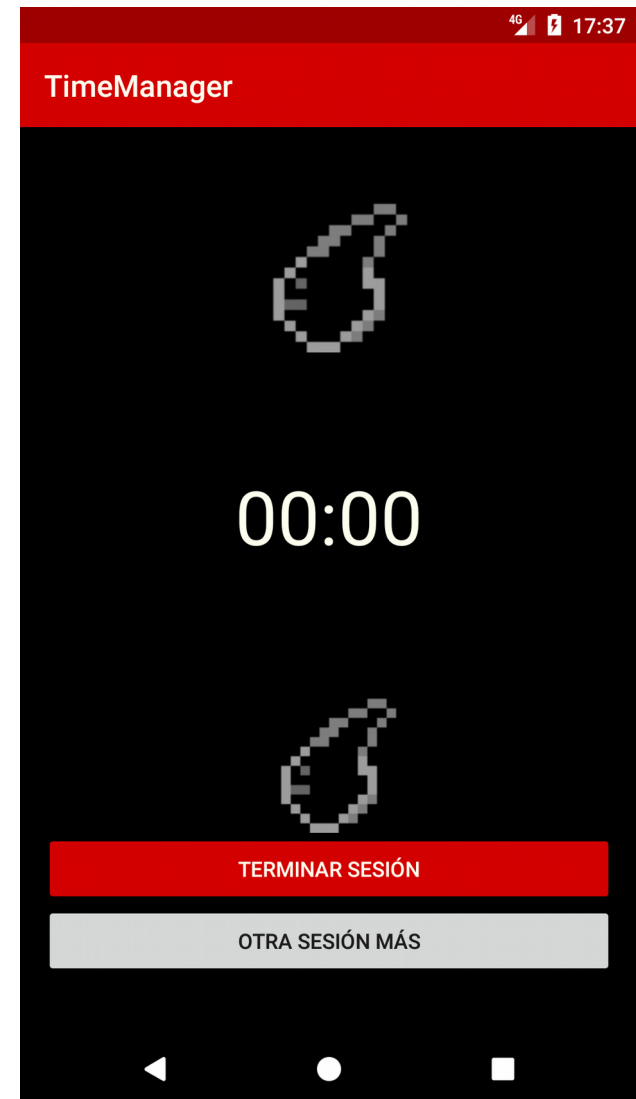 4G 17:37
TimeManager
00:00
TERMINAR SESIÓN
OTRA SESIÓN MÁS